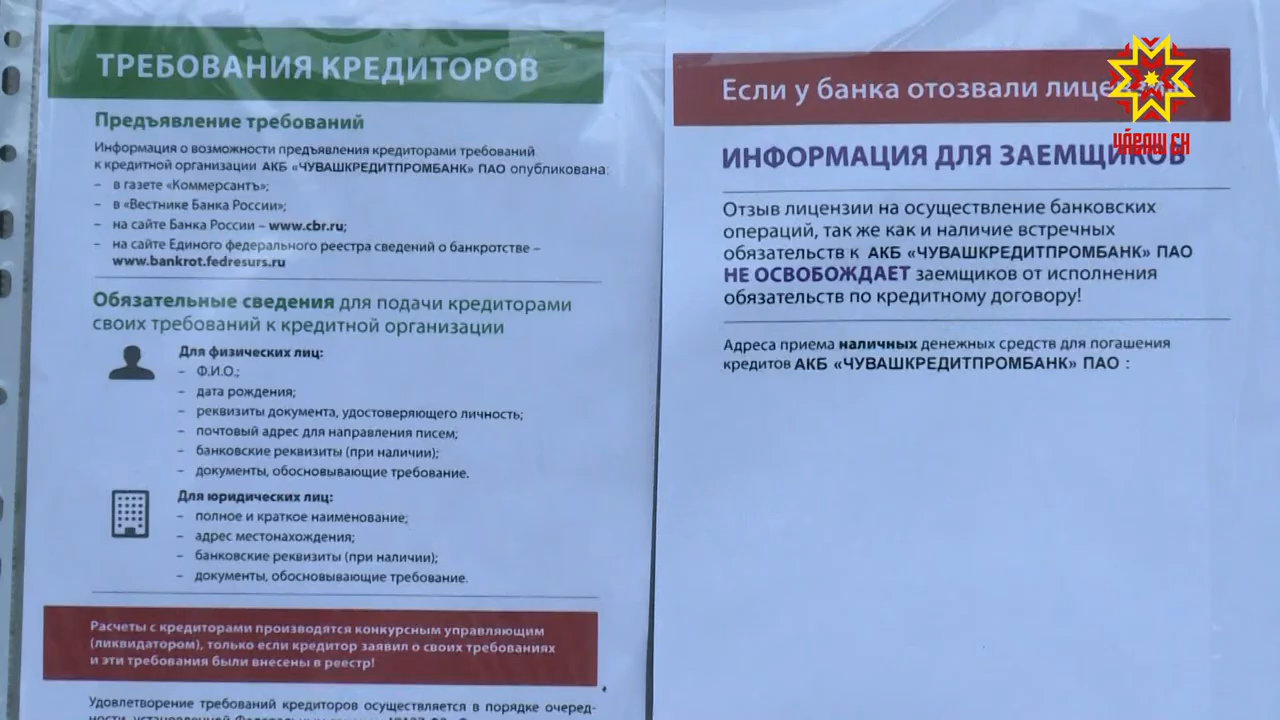 ТРЕБОВАНИЯ КРЕДИТОРОВ
Предъявление требований
Информация о возможности предъявления кредиторами требований
к кредитной организации АКБ «ЧУВАШКРЕДИТПРОМБАНК» ПАО опубликована:
– в газете «Коммерсантъ»;
– в «Вестнике Банка России»;
– на сайте Банка России – www.cbr.ru;
– на сайте Единого федерального реестра сведений о банкротстве –
www.bankrot.fedresurs.ru
Обязательные сведения для подачи кредиторами
своих требований к кредитной организации
Для физических лиц:
– Ф.И.О.;
– дата рождения;
– реквизиты документа, удостоверяющего личность;
– почтовый адрес для направления писем;
– банковские реквизиты (при наличии);
– документы, обосновывающие требование.
Для юридических лиц:
– полное и краткое наименование;
– адрес местонахождения;
– банковские реквизиты (при наличии);
– документы, обосновывающие требование.
Расчеты с кредиторами производятся конкурсным управляющим
(ликвидатором), только если кредитор заявил о своих требованиях
и эти требования были внесены в реестр!
Удовлетворение требований кредиторов осуществляется в порядке очеред-
Если у банка отозвали
ИНФОРМАЦИЯ ДЛЯ ЗАЕМЩИКОВ
Отзыв лицензии на осуществление банковских
операций, так же как и наличие встречных
обязательств к АКБ «ЧУВАШКРЕДИТПРОМБАНК» ПАО
НЕ ОСВОБОЖДАЕТ заемщиков от исполнения
обязательств по кредитному договору!
Адреса приема наличных денежных средств для погашения
кредитов АКБ «ЧУВАШКРЕДИТПРОМБАНК» ПАО :
ЧӐВАШ ЕН